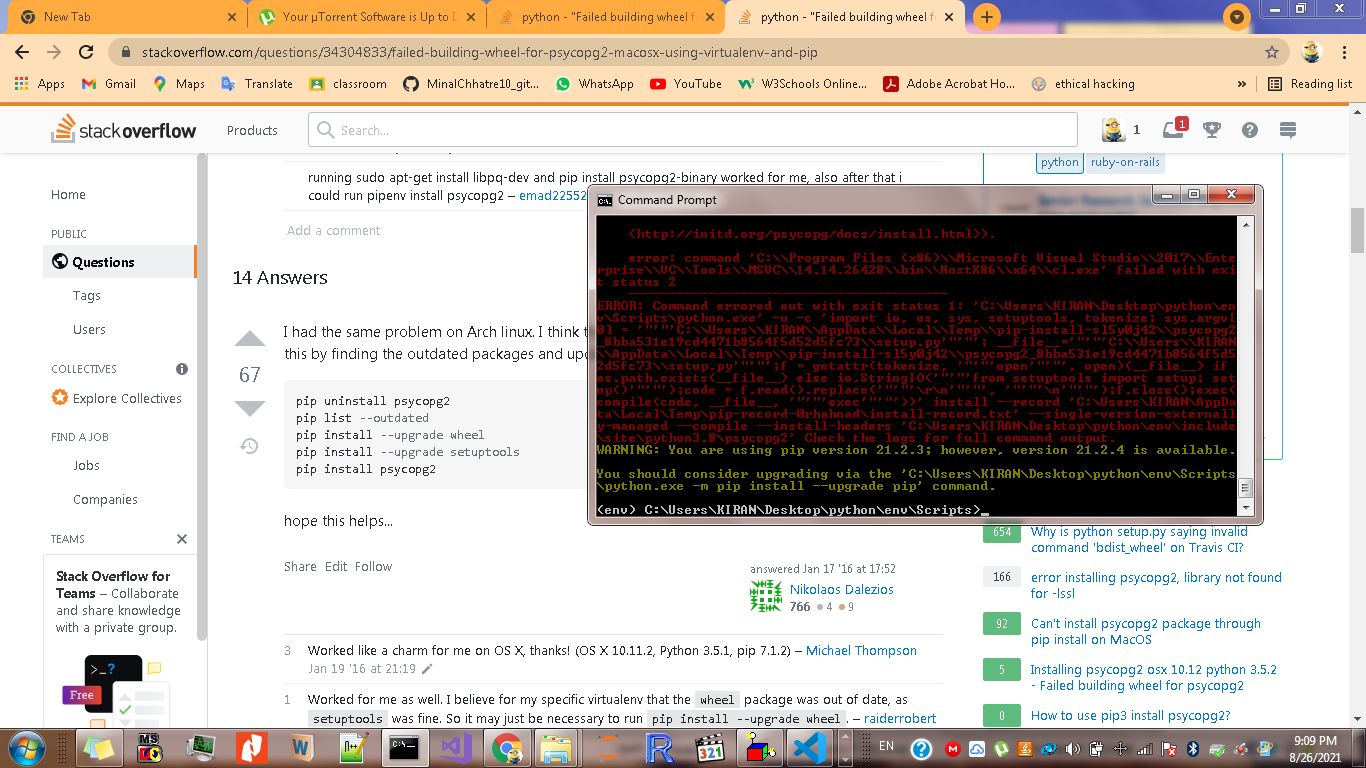 New Tab
Your µTorrent Software is Up to D
python - "Failed building wheel f
python - "Failed building wheel f
stackoverflow.com/questions/34304833/failed-building-wheel-for-psycopg2-macosx-using-virtualenv-and-pip
Apps
Gmail
Maps
Translate
classroom
MinalChhatre10_git...
WhatsApp
YouTube
W3Schools Online...
Adobe Acrobat Ho...
ethical hacking
»
Reading list
stackoverflow
Products
Search...
1
1
Home
PUBLIC
Questions
Tags
Users
COLLECTIVES
Explore Collectives
FIND A JOB
Jobs
Companies
TEAMS
Stack Overflow for
Teams – Collaborate
and share knowledge
with a private group.
>_?
Free
running sudo apt-get install libpq-dev and pip install psycopg2-binary worked for me, also after that i
could run pipenv install psycopg2 – emad22552
Add a comment
14 Answers
67
I had the same problem on Arch linux. I think t
this by finding the outdated packages and upd
pip uninstall psycopg2
pip list --outdated
pip install --upgrade wheel
pip install --upgrade setuptools
pip install psycopg2
hope this helps...
Share Edit Follow
answered Jan 17 '16 at 17:52
Nikolaos Dalezios
766 4 9
3 Worked like a charm for me on OS X, thanks! (OS X 10.11.2, Python 3.5.1, pip 7.1.2) – Michael Thompson
Jan 19 '16 at 21:19
1 Worked for me as well. I believe for my specific virtualenv that the wheel package was out of date, as
setuptools was fine. So it may just be necessary to run pip install --upgrade wheel. – raiderrobert
python ruby-on-rails
Command Prompt
<http://initd.org/psycopg/docs/install.html>).
error: command 'C:\\Program Files (x86)\\Microsoft Visual Studio\\2017\\Ente
rprise\\VC\\Tools\\MSVC\\14.14.26428\\bin\\HostX86\\x64\\cl.exe' failed with exi
t status 2
----------------------------------------
ERROR: Command errored out with exit status 1: 'C:\Users\KIRAN\Desktop\python\en
v\Scripts\python.exe' -u -c 'import io, os, sys, setuptools, tokenize; sys.argv[
0] = '"'"'C:\\Users\\KIRAN\\AppData\\Local\\Temp\\pip-install-sl5y0j42\\psycopg2
_8bba531e19cd4471b8564f5d52d5fc73\\setup.py'"'"'; __file__='"'"'C:\\Users\\KIRAN
\\AppData\\Local\\Temp\\pip-install-sl5y0j42\\psycopg2_8bba531e19cd4471b8564f5d5
2d5fc73\\setup.py'"'"';f = getattr(tokenize, '"'"'open'"'"', open)(__file__) if
os.path.exists(__file__) else io.StringIO('"'"'from setuptools import setup; set
up()'"'"');code = f.read().replace('"'"'\r\n'"'"', '"'"'\n'"'"');f.close();exec(
compile(code, __file__, '"'"'exec'"'"'))' install --record 'C:\Users\KIRAN\AppDa
ta\Local\Temp\pip-record-0rhahnad\install-record.txt' --single-version-external
ly-managed --compile --install-headers 'C:\Users\KIRAN\Desktop\python\env\include
\site\python3.8\psycopg2' Check the logs for full command output.
WARNING: You are using pip version 21.2.3; however, version 21.2.4 is available.
You should consider upgrading via the 'C:\Users\KIRAN\Desktop\python\env\Scripts
\python.exe -m pip install --upgrade pip' command.
(env) C:\Users\KIRAN\Desktop\python\env\Scripts>_
654 Why is python setup.py saying invalid
command 'bdist_wheel' on Travis CI?
166 error installing psycopg2, library not found
for -lssl
92 Can't install psycopg2 package through
pip install on MacOS
5 Installing psycopg2 osx 10.12 python 3.5.2
- Failed building wheel for psycopg2
0 How to use pip3 install psycopg2?
EN
9:09 PM
8/26/2021